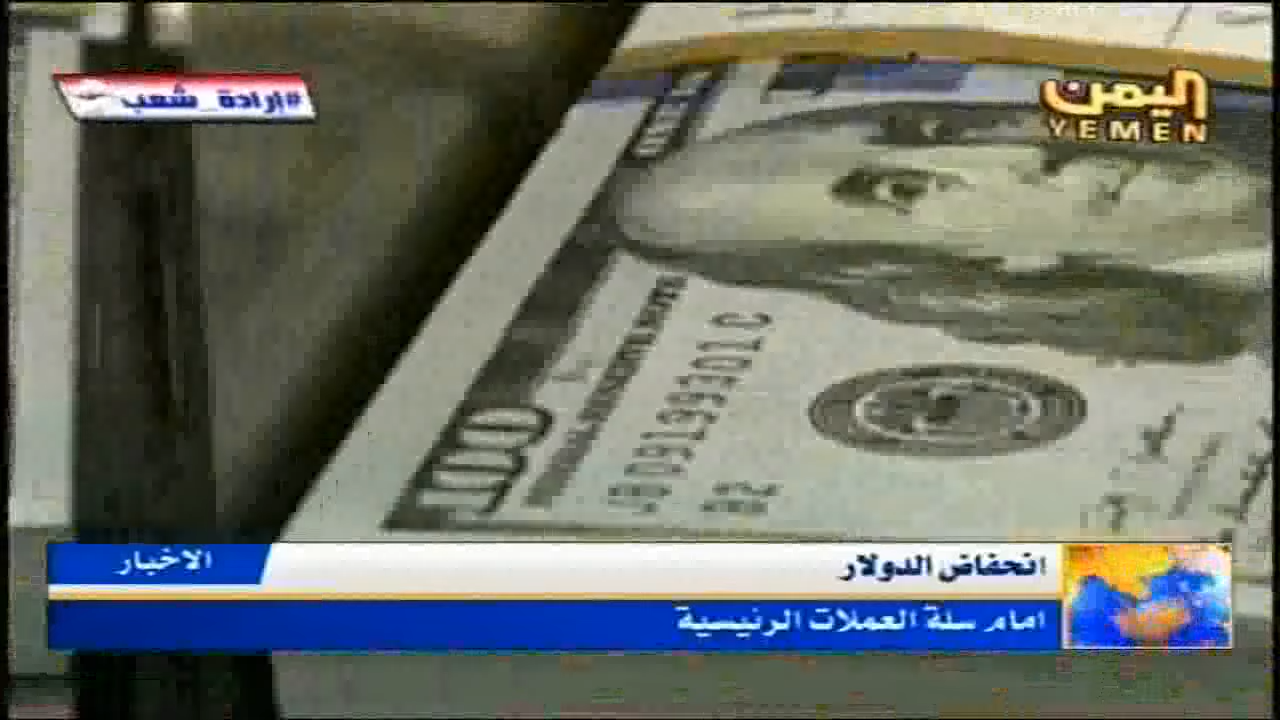 #إرادة_شعب
اليمن
YEMEN
100
الاخبار
انخفاض الدولار
امام سلة العملات الرئيسية